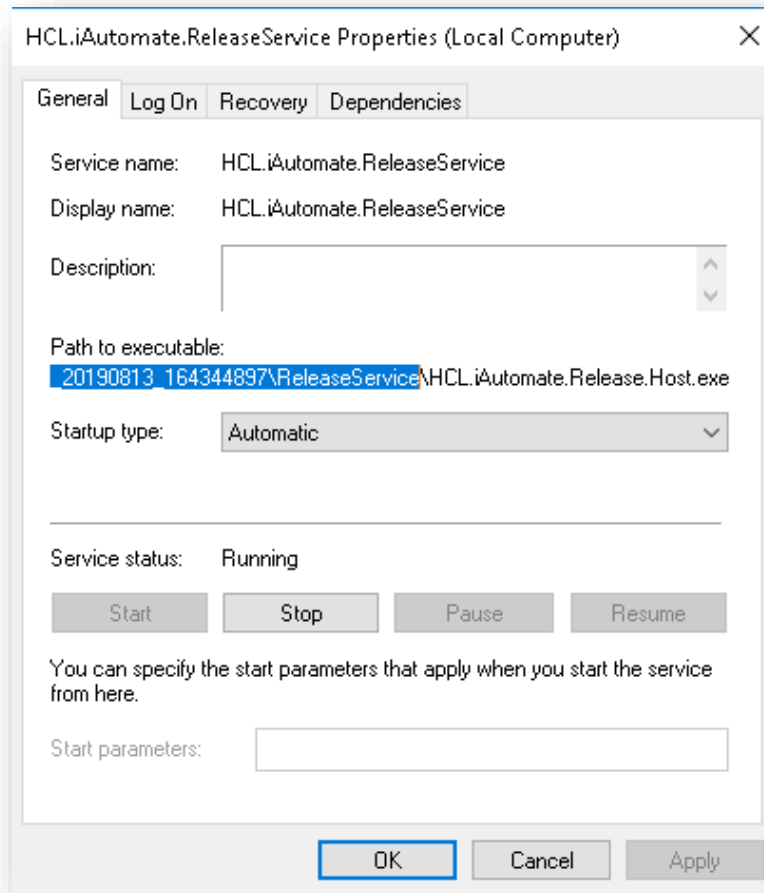 HCL.iAutomate.ReleaseService Properties (Local Computer)
General Log On Recovery Dependencies
Service name: HCL.iAutomate.ReleaseService
Display name: HCL.iAutomate.ReleaseService
Description:
Path to executable:
_20190813_164344897\ReleaseService\HCL.iAutomate.Release.Host.exe
Startup type: Automatic
Service status: Running
Start Stop Pause Resume
You can specify the start parameters that apply when you start the service
from here.
Start parameters:
OK Cancel Apply